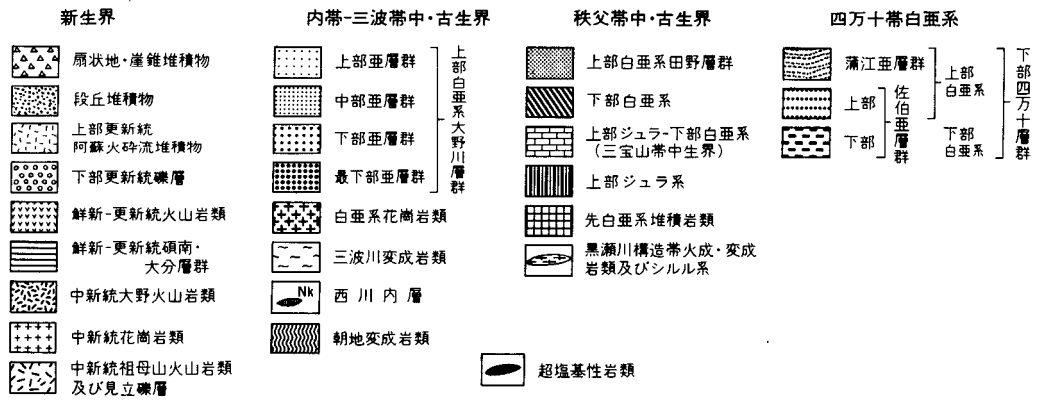 新生界
扇状地・崖錐堆積物
段丘堆積物
上部更新統
阿蘇火砕流堆積物
下部更新統礫層
鮮新-更新統火山岩類
鮮新-更新統碩南・
大分層群
中新統大野火山岩類
中新統花崗岩類
中新統祖母山火山岩類
及び見立礫層
内帯-三波帯中・古生界
上部亜層群
中部亜層群
下部亜層群
最下部亜層群
上部白亜系大野川層群
白亜系花崗岩類
三波川変成岩類
Nk
西川内層
朝地変成岩類
秩父帯中・古生界
上部白亜系田野層群
下部白亜系
上部ジュラ-下部白亜系
(三宝山帯中生界)
上部ジュラ系
先白亜系堆積岩類
黒瀬川構造帯火成・変成
岩類及びシルル系
超塩基性岩類
四万十帯白亜系
蒲江亜層群
上部
下部
佐伯亜層群
上部
白亜系
下部
白亜系
下部四万十層群